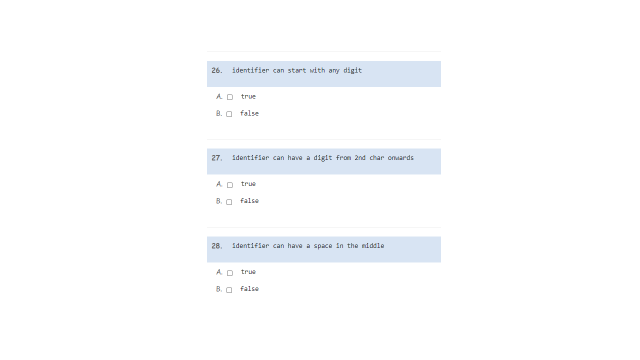 26. identifier can start with any digit
A. true
B. false
27. identifier can have a digit from 2nd char onwards
A. true
B. false
28. identifier can have a space in the middle
A. true
B. false